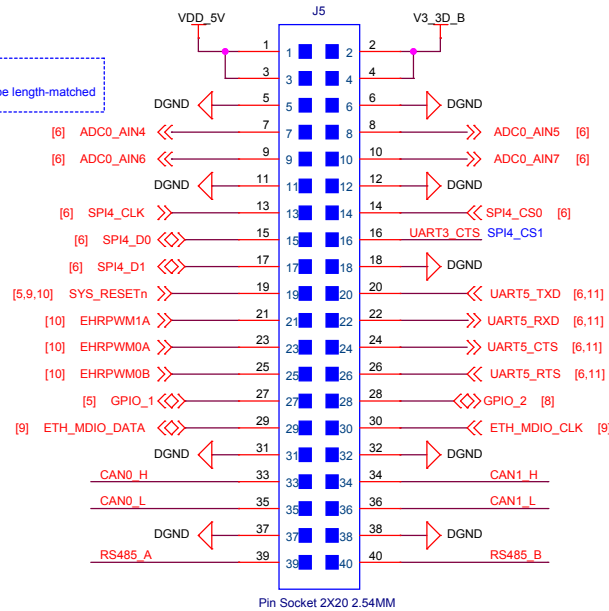 J5
VDD_5V V3_3D_B
1 1 2 2
3 3 4 4
be length-matched
DGND 5 5 6 6 DGND
[6] ADC0_AIN4 7 7 8 8 ADC0_AIN5 [6]
[6] ADC0_AIN6 9 9 10 10 ADC0_AIN7 [6]
DGND 11 11 12 12 DGND
[6] SPI4_CLK 13 13 14 14 SPI4_CS0 [6]
[6] SPI4_D0 15 15 16 16 UART3_CTS SPI4_CS1
[6] SPI4_D1 17 17 18 18 DGND
[5,9,10] SYS_RESETn 19 19 20 20 UART5_TXD [6,11]
[10] EHRPWM1A 21 21 22 22 UART5_RXD [6,11]
[10] EHRPWM0A 23 23 24 24 UART5_CTS [6,11]
[10] EHRPWM0B 25 25 26 26 UART5_RTS [6,11]
[5] GPIO_1 27 27 28 28 GPIO_2 [8]
[9] ETH_MDIO_DATA 29 29 30 30 ETH_MDIO_CLK [9]
DGND 31 31 32 32 DGND
CAN0_H 33 33 34 34 CAN1_H
CAN0_L 35 35 36 36 CAN1_L
DGND 37 37 38 38 DGND
RS485_A 39 39 40 40 RS485_B
Pin Socket 2X20 2.54MM